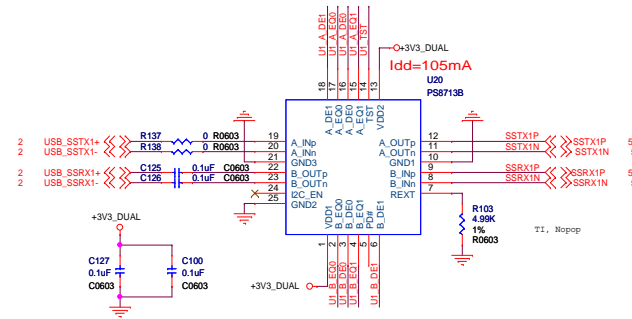 U1_A_DE1
U1_A_EQ0
U1_A_DE0
U1_A_EQ1
U1_TST
+3V3_DUAL
Idd=105mA
U20
PS8713B
18
17
16
15
14
13
A_DE1
A_EQ0
A_DE0
A_EQ1
TST
VDD2
2 USB_SSTX1+ R137 0 R0603 19 A_INp A_OUTp 12 SSTX1P SSTX1P 5
2 USB_SSTX1- R138 0 R0603 20 A_INn A_OUTn 11 SSTX1N SSTX1N
21 GND3 GND1 10
2 USB_SSRX1+ C125 0.1uF C0603 22 B_OUTp B_INp 9 SSRX1P SSRX1P 5
2 USB_SSRX1- C126 0.1uF C0603 23 B_OUTn B_INn 8 SSRX1N SSRX1N
24 I2C_EN REXT 7
25 GND2
VDD1
B_EQ0
B_DE0
B_EQ1
PD#
B_DE1
1
2
3
4
5
6
R103
4.99K
1%
R0603
TI, Nopop
+3V3_DUAL
C127
0.1uF
C0603
C100
0.1uF
C0603
+3V3_DUAL
U1_B_EQ0
U1_B_DE0
U1_B_EQ1
U1_B_DE1